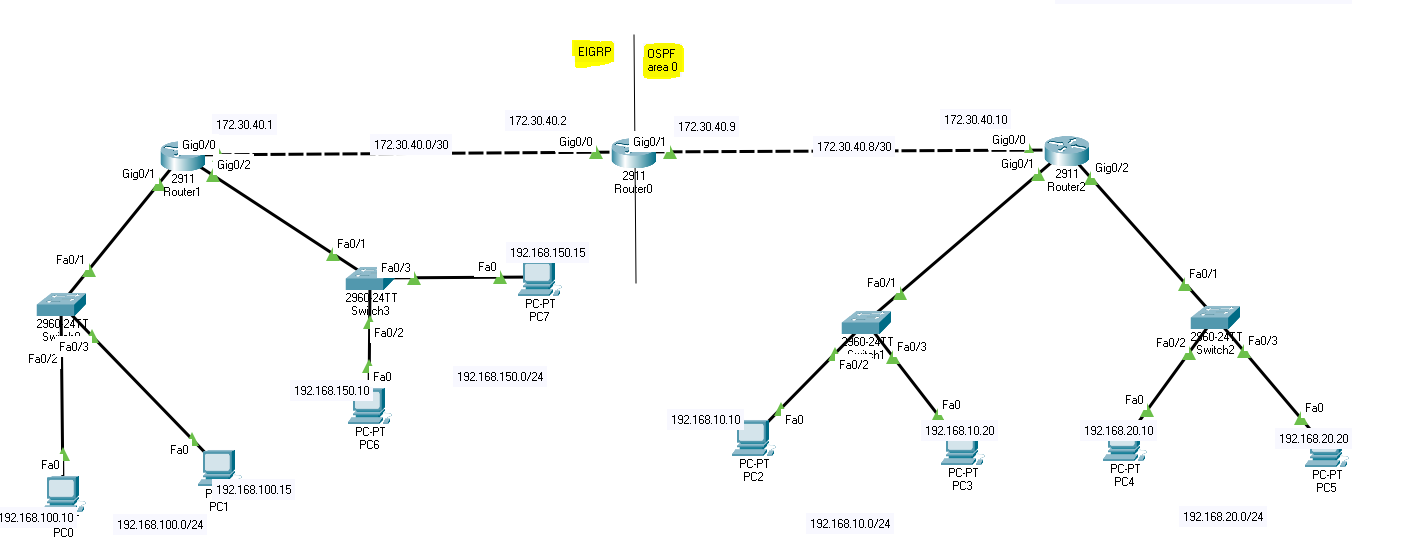 EIGRP
OSPF
area 0
172.30.40.1
172.30.40.2
172.30.40.9
172.30.40.10
Gig0/0
172.30.40.0/30
Gig0/0
Gig0/1
172.30.40.8/30
Gig0/0
Gig0/1
Gig0/2
2911
Router1
2911
Router0
Gig0/1
Gig0/2
2911
Router2
Fa0/1
Fa0/1
192.168.150.15
Fa0/3
Fa0
2960-24TT
Switch3
PC-PT
PC7
Fa0/1
Fa0/1
2960-24TT
Fa0/3
Fa0/2
Fa0/2
2960-24TT
Switch1
Fa0/2
Fa0/3
2960-24TT
Switch2
Fa0/2
Fa0/3
Fa0
192.168.150.10
192.168.150.0/24
PC-PT
PC6
192.168.10.10
Fa0
Fa0
192.168.10.20
Fa0
192.168.20.10
Fa0
192.168.20.20
PC-PT
PC2
PC-PT
PC3
PC-PT
PC4
PC-PT
PC5
Fa0
Fa0
192.168.100.15
PC1
192.168.100.10
PC0
192.168.100.0/24
192.168.10.0/24
192.168.20.0/24